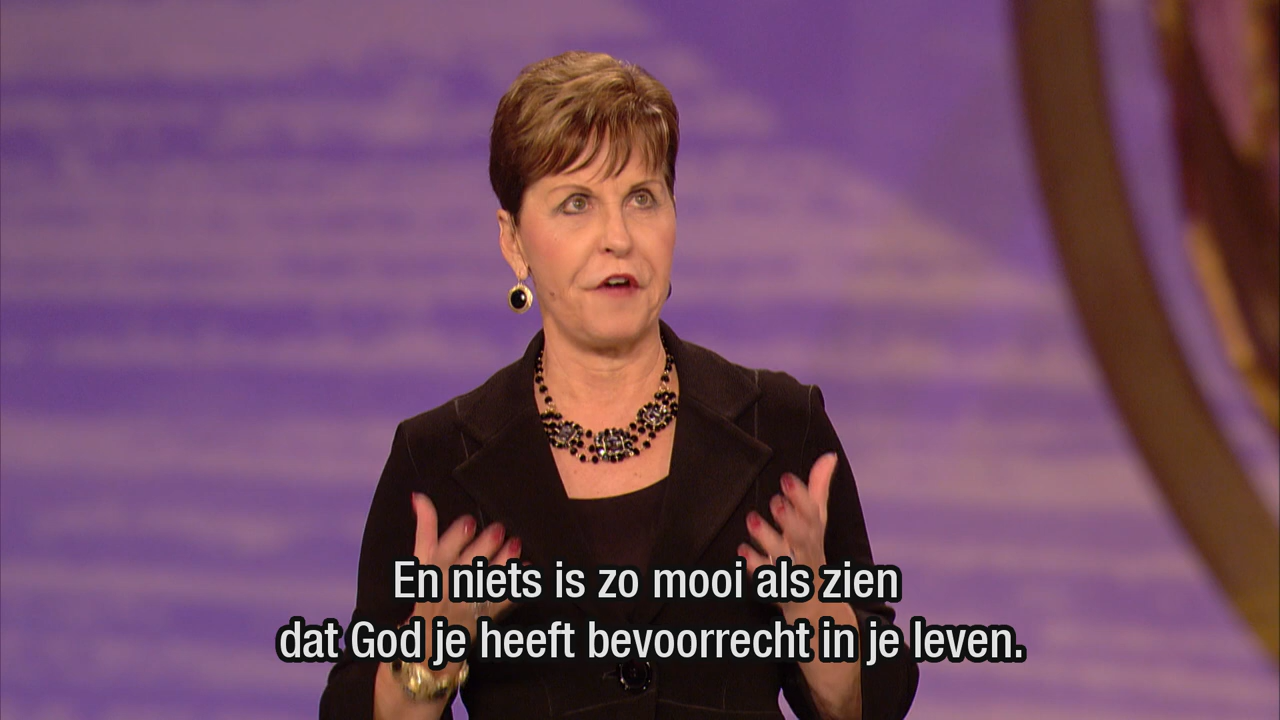 En niets is zo mooi als zien
dat God je heeft bevoorrecht in je leven.